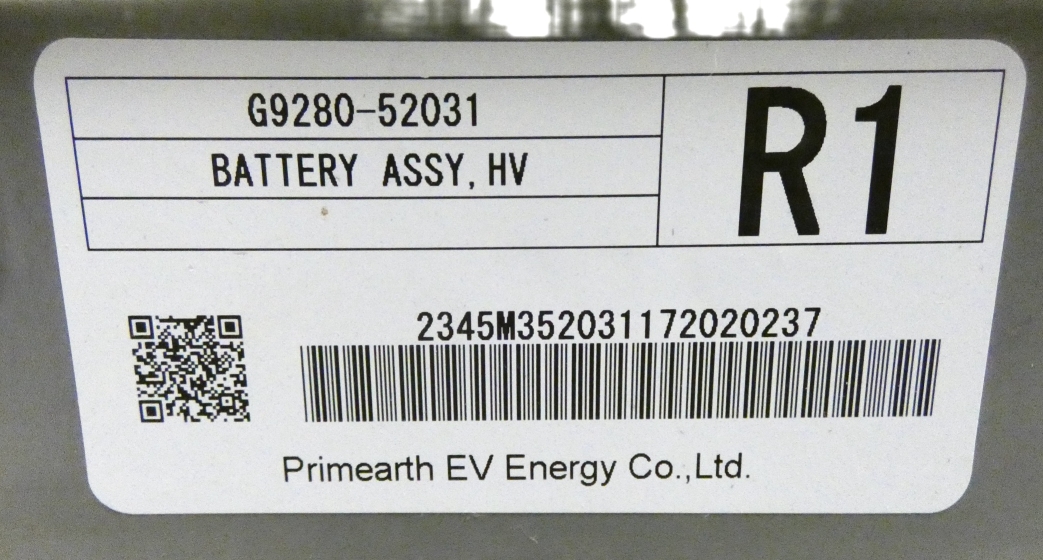 G9280-52031
BATTERY ASSY, HV
R1
2345M352031172020237
Primearth EV Energy Co.,Ltd.